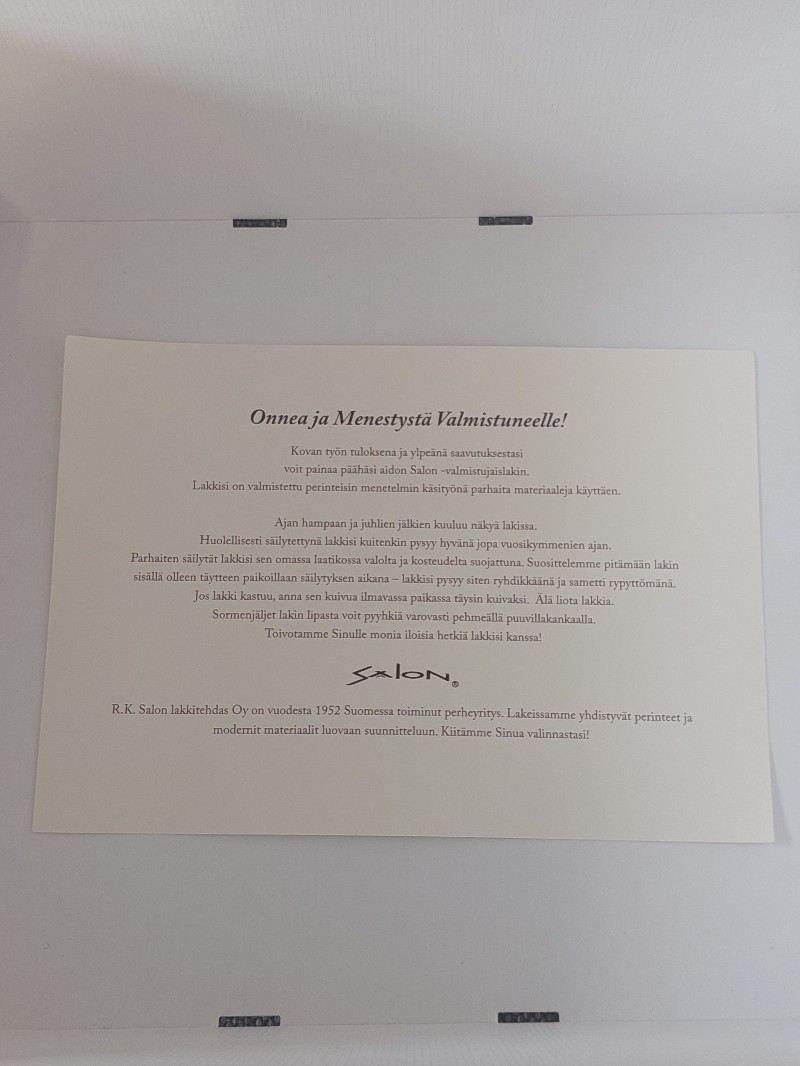 Onnea ja Menestystä Valmistuneelle!
Kovan työn tuloksena ja ylpeänä saavutuksestasi
voit painaa päähäsi aidon Salon -valmistujaislakin.
Lakkisi on valmistettu perinteisin menetelmin käsityönä parhaita materiaaleja käyttäen.
Ajan hampaan ja juhlien jälkien kuuluu näkyä lakissa.
Huolellisesti säilytettynä lakkisi kuitenkin pysyy hyvänä jopa vuosikymmenien ajan.
Parhaiten säilytät lakkisi sen omassa laatikossa valolta ja kosteudelta suojattuna. Suosittelemme pitämään lakin
sisällä olleen täytteen paikoillaan säilytyksen aikana – lakkisi pysyy siten ryhdikkäänä ja sametti rypyttömänä.
Jos lakki kastuu, anna sen kuivua ilmavassa paikassa täysin kuivaksi. Älä liota lakkia.
Sormenjäljet lakin lipasta voit pyyhkiä varovasti pehmeällä puuvillakankaalla.
Toivotamme Sinulle monia iloisia hetkiä lakkisi kanssa!
SALON®
R.K. Salon lakkitehdas Oy on vuodesta 1952 Suomessa toiminut perheyritys. Lakeissamme yhdistyvät perinteet ja
modernit materiaalit luovaan suunnitteluun. Kiitämme Sinua valinnastasi!